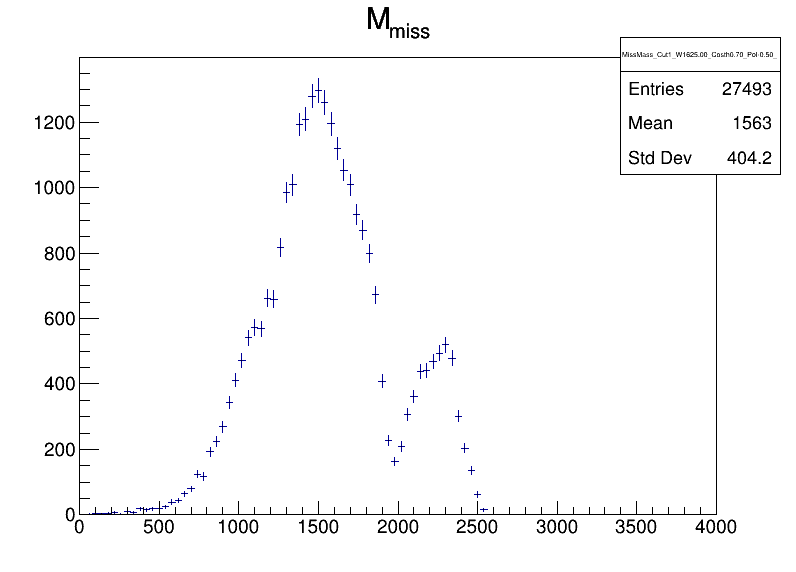 M_miss
MissMass_Cut1_W1625.00_Costh0.70_Pol-0.50_
Entries 27493
Mean 1563
Std Dev 404.2
1200
1000
800
600
400
200
0
0 500 1000 1500 2000 2500 3000 3500 4000